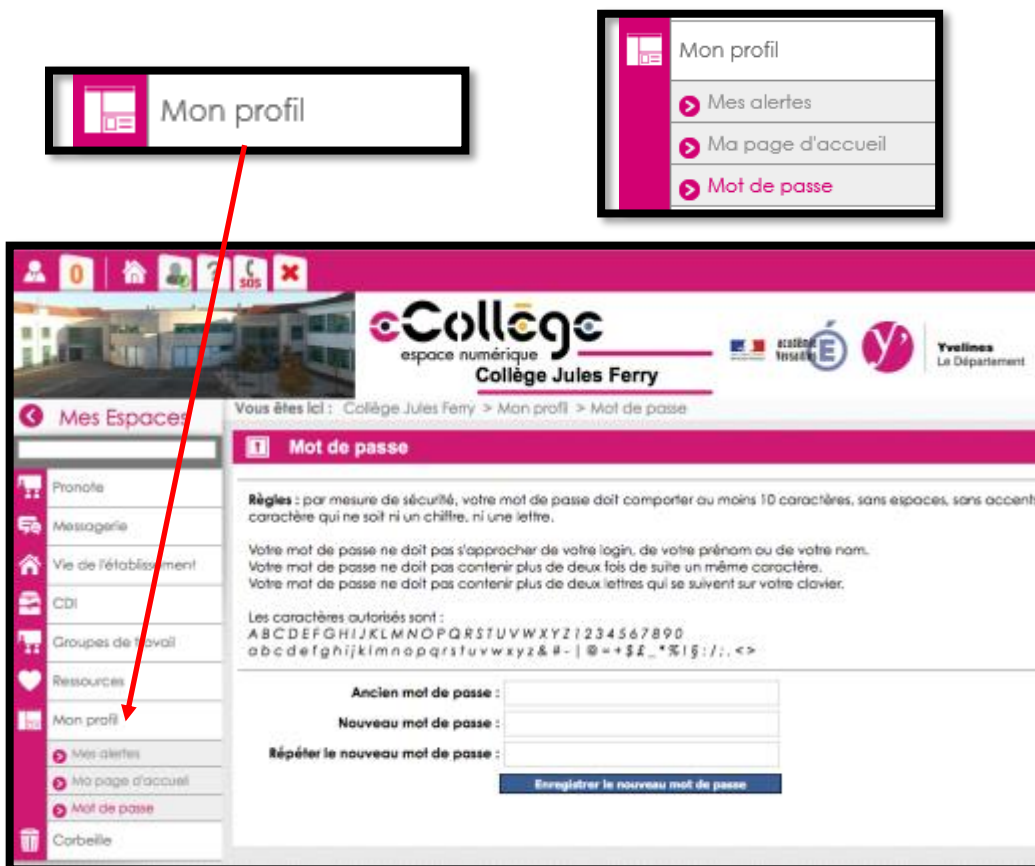 Mon profil
Mon profil
Mes alertes
Ma page d'accueil
Mot de passe
0
?
SOS
eCollège
espace numérique
Collège Jules Ferry
académie
Versailles
É
y'
Yvelines
Le Département
Mes Espaces
Vous êtes ici : Collège Jules Ferry > Mon profil > Mot de passe
Mot de passe
Pronote
Messagerie
Vie de l'établissement
CDI
Groupes de travail
Ressources
Mon profil
Mes alertes
Ma page d'accueil
Mot de passe
Corbeille
Règles : par mesure de sécurité, votre mot de passe doit comporter au moins 10 caractères, sans espaces, sans accents
caractère qui ne soit ni un chiffre, ni une lettre.
Votre mot de passe ne doit pas s'approcher de votre login, de votre prénom ou de votre nom.
Votre mot de passe ne doit pas contenir plus de deux fois de suite un même caractère.
Votre mot de passe ne doit pas contenir plus de deux lettres qui se suivent sur votre clavier.
Les caractères autorisés sont :
A B C D E F G H I J K L M N O P Q R S T U V W X Y Z 1 2 3 4 5 6 7 8 9 0
a b c d e f g h i j k l m n o p q r s t u v w x y z & # - | @ = + $ £ _ * % ! § : / ; . < >
Ancien mot de passe :
Nouveau mot de passe :
Répéter le nouveau mot de passe :
Enregistrer le nouveau mot de passe